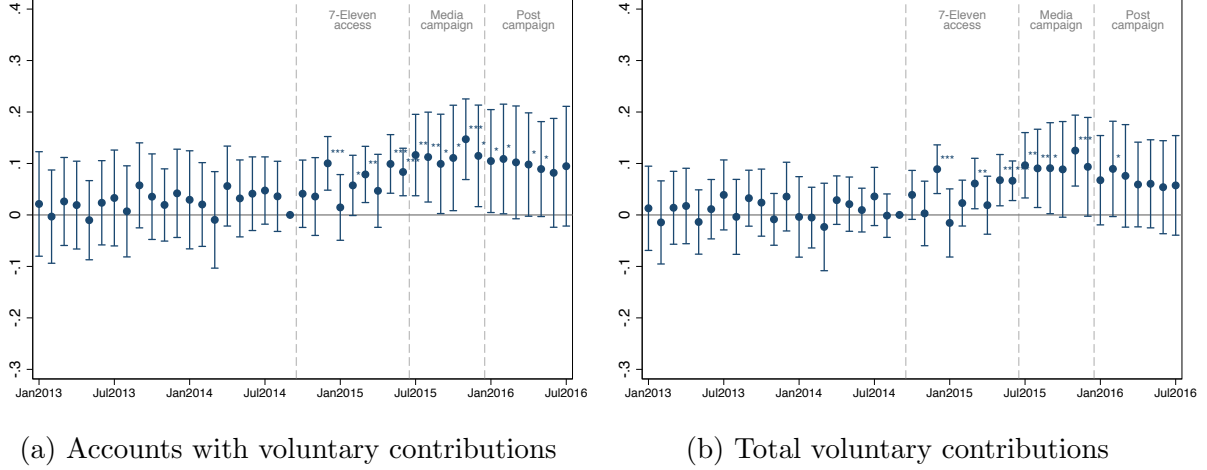 7-Eleven
access
Media
campaign
Post
campaign
.4
.3
.2
.1
0
-.1
-.2
-.3
Jan2013 Jul2013 Jan2014 Jul2014 Jan2015 Jul2015 Jan2016 Jul2016
(a) Accounts with voluntary contributions
7-Eleven
access
Media
campaign
Post
campaign
.4
.3
.2
.1
0
-.1
-.2
-.3
Jan2013 Jul2013 Jan2014 Jul2014 Jan2015 Jul2015 Jan2016 Jul2016
(b) Total voluntary contributions